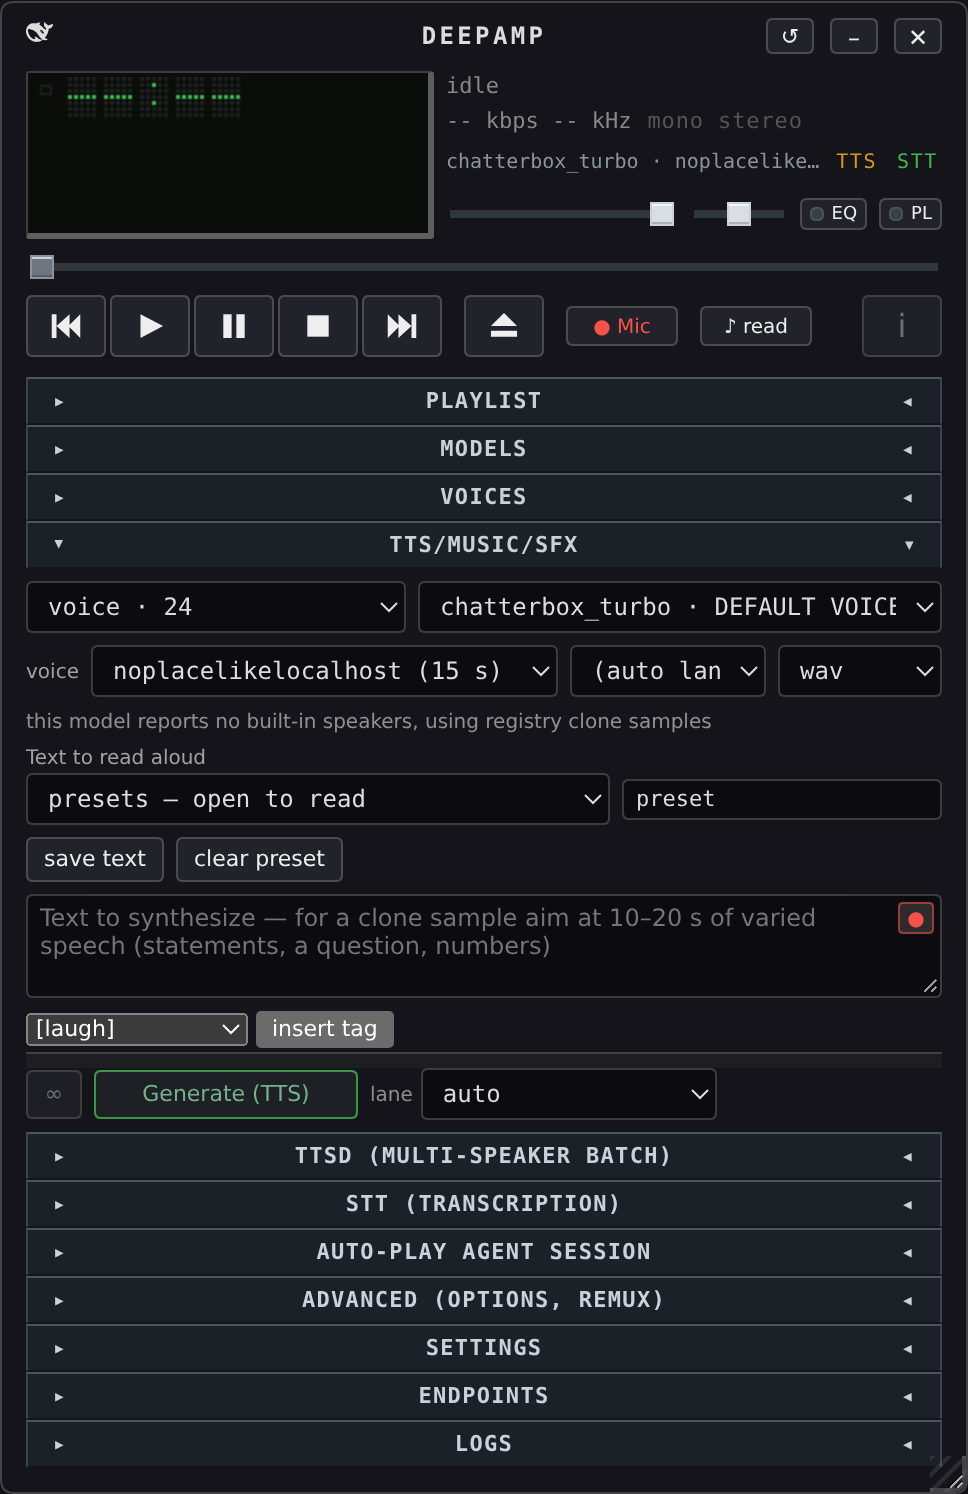 DEEPAMP
↺ – ✕
--:--
idle
-- kbps -- kHz mono stereo
chatterbox_turbo · noplacelike… TTS STT
EQ PL
● Mic
♪ read
i
▸ PLAYLIST ◂
▸ MODELS ◂
▸ VOICES ◂
▾ TTS/MUSIC/SFX ▾
voice · 24
chatterbox_turbo · DEFAULT VOICE
voice noplacelikelocalhost (15 s) (auto lan wav
this model reports no built-in speakers, using registry clone samples
Text to read aloud
presets — open to read
preset
save text clear preset
Text to synthesize — for a clone sample aim at 10–20 s of varied
speech (statements, a question, numbers)
[laugh] insert tag
∞ Generate (TTS) lane auto
▸ TTSD (MULTI-SPEAKER BATCH) ◂
▸ STT (TRANSCRIPTION) ◂
▸ AUTO-PLAY AGENT SESSION ◂
▸ ADVANCED (OPTIONS, REMUX) ◂
▸ SETTINGS ◂
▸ ENDPOINTS ◂
▸ LOGS ◂